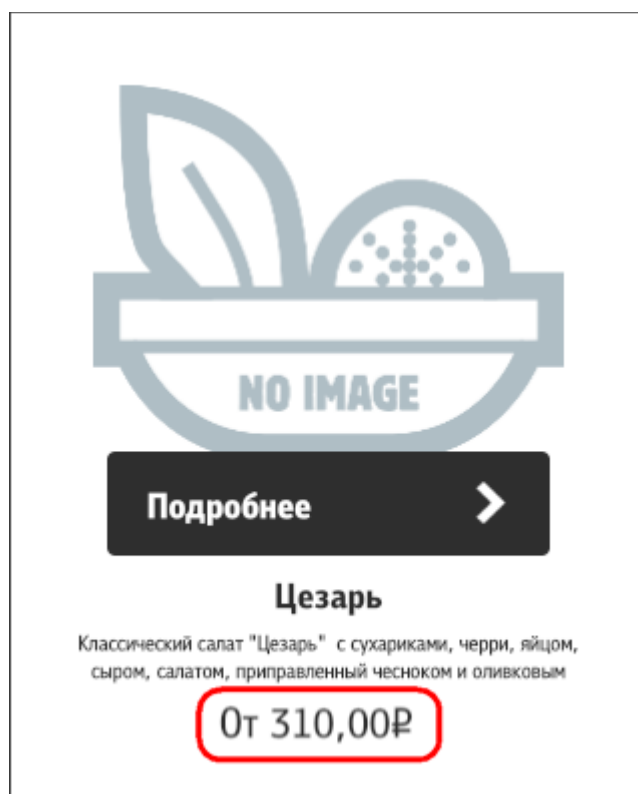 NO IMAGE
Подробнее
Цезарь
Классический салат "Цезарь"  с сухариками, черри, яйцом,
сыром, салатом, приправленный чесноком и оливковым
От 310,00₽